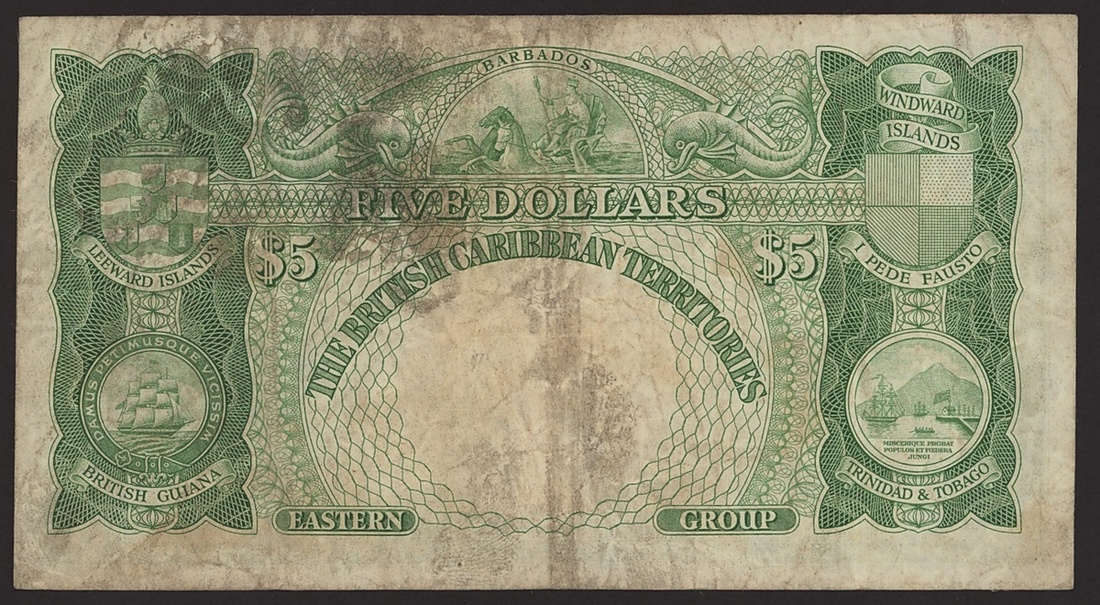 BARBADOS
WINDWARD
ISLANDS
FIVE DOLLARS
LEEWARD ISLANDS
$5
THE BRITISH CARIBBEAN TERRITORIES
$5
I PEDE FAUSTO
DAMUS PETIMUSQUE VICISSIM
BRITISH GUIANA
MISCERIQUE PROBAT
POPULOS ET FŒDERA
JUNGI
TRINIDAD & TOBAGO
EASTERN
GROUP